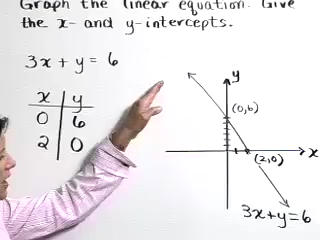 Graph the linear equation. Give
the x- and y-intercepts.
3x + y = 6
x y
0 6
2 0
y
(0,6)
x
(2,0)
3x+y=6